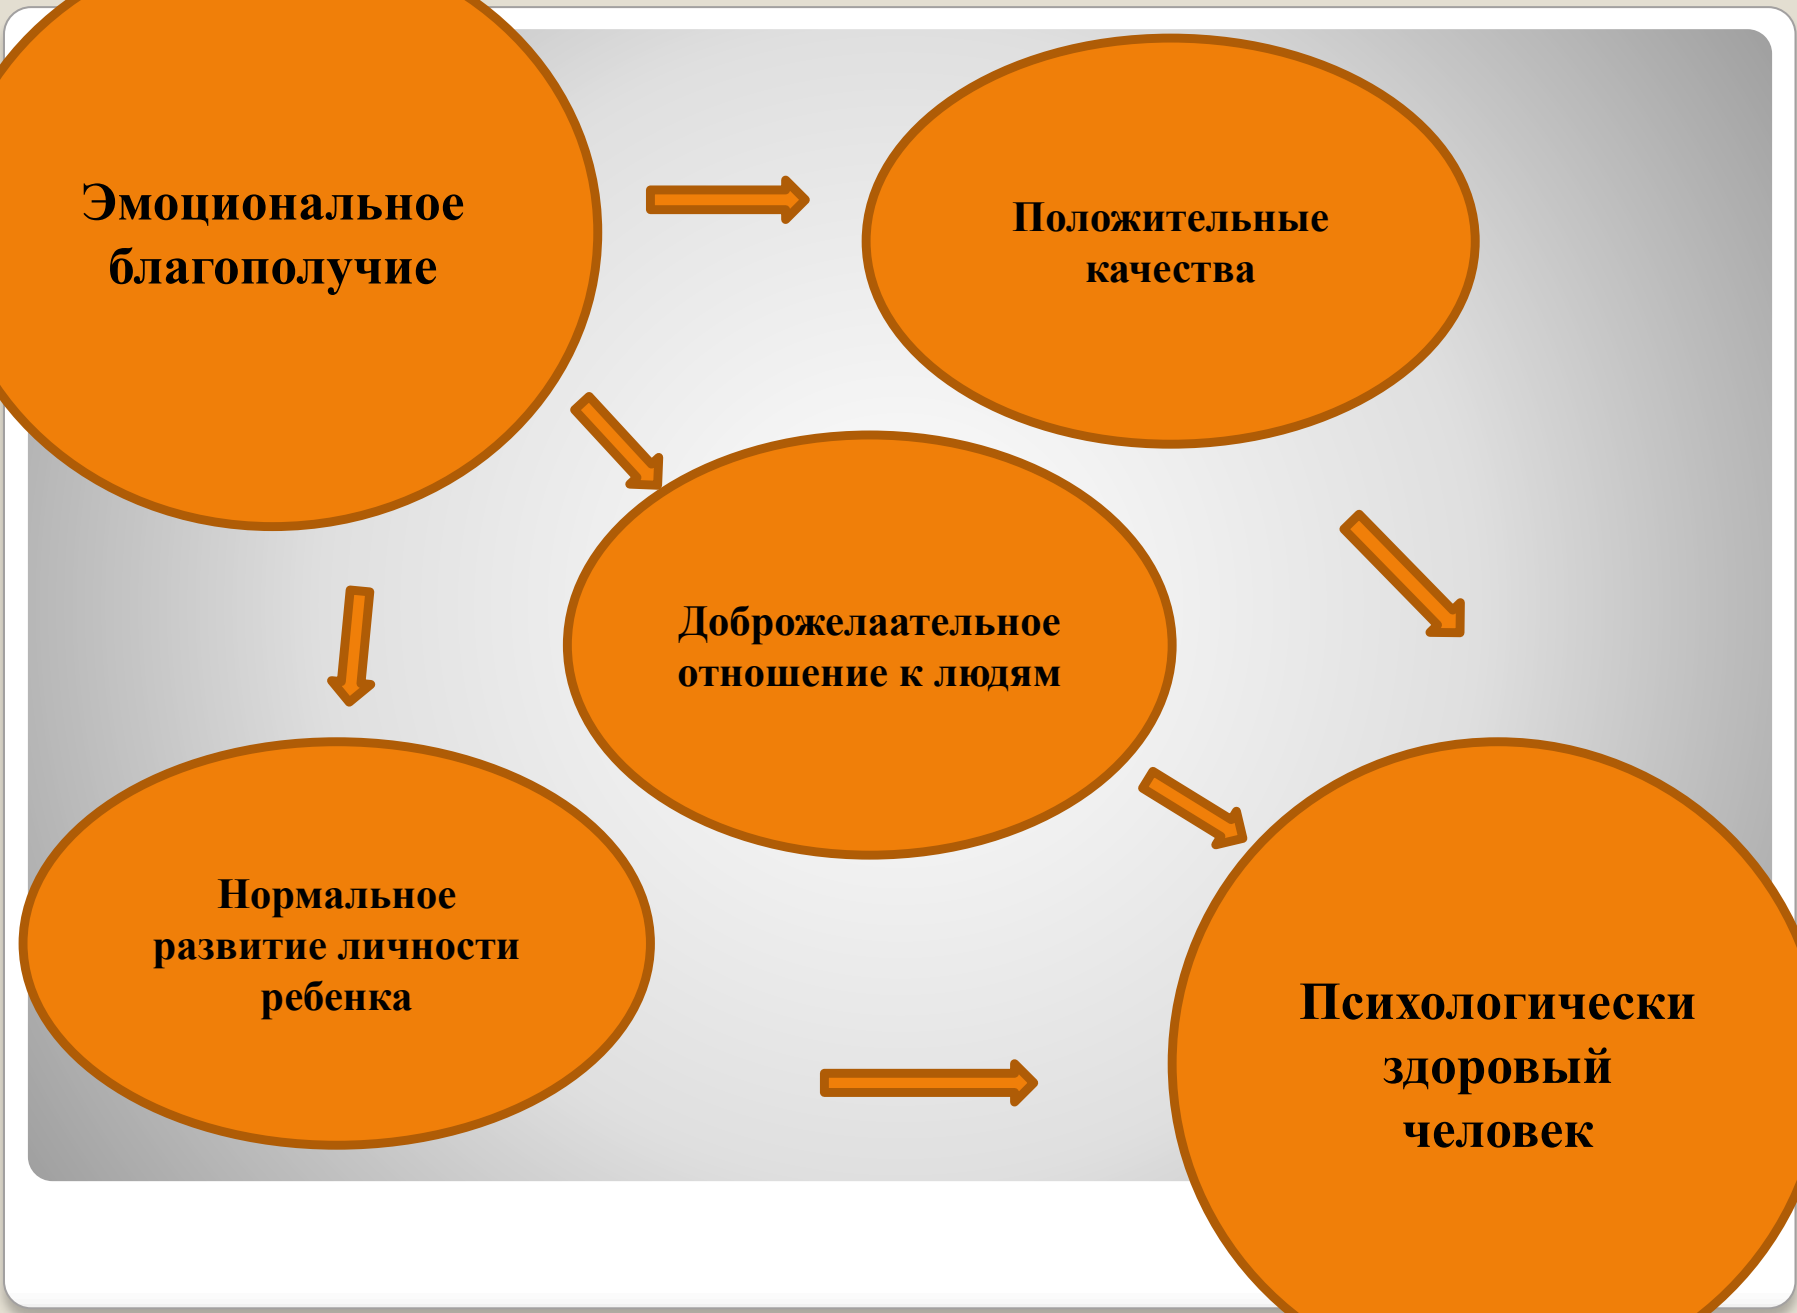 Эмоциональное
благополучие
Положительные
качества
Доброжелаательное
отношение к людям
Нормальное
развитие личности
ребенка
Психологически
здоровый
человек